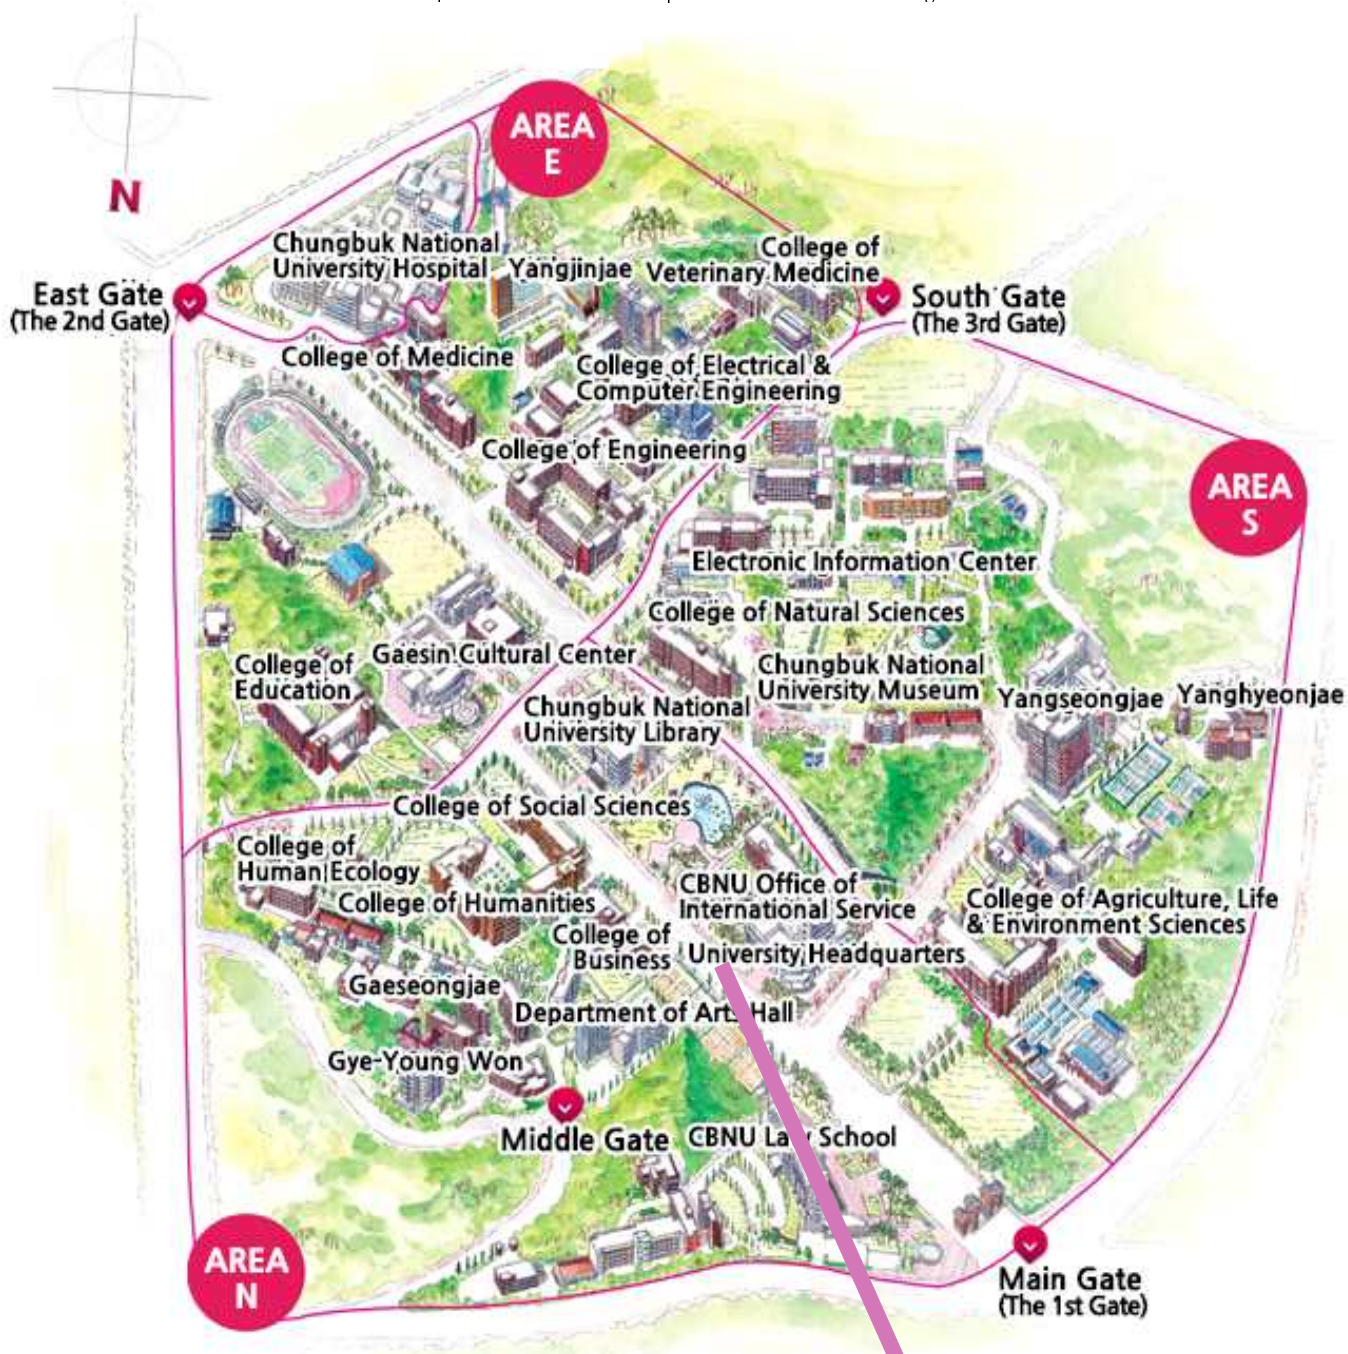 N
AREA
E
Chungbuk National
University Hospital
Yangjinjae
College of
Veterinary Medicine
East Gate
(The 2nd Gate)
South Gate
(The 3rd Gate)
College of Medicine
College of Electrical &
Computer Engineering
College of Engineering
AREA
S
Electronic Information Center
College of Natural Sciences
Gaesin Cultural Center
College of
Education
Chungbuk National
University Museum
Yangseongjae
Yanghyeonjae
Chungbuk National
University Library
College of Social Sciences
College of
Human Ecology
College of Humanities
CBNU Office of
International Service
College of Agriculture, Life
& Environment Sciences
College of
Business
University Headquarters
Gaeseongjae
Department of Arts Hall
Gye-Young Won
Middle Gate
CBNU Law School
AREA
N
Main Gate
(The 1st Gate)